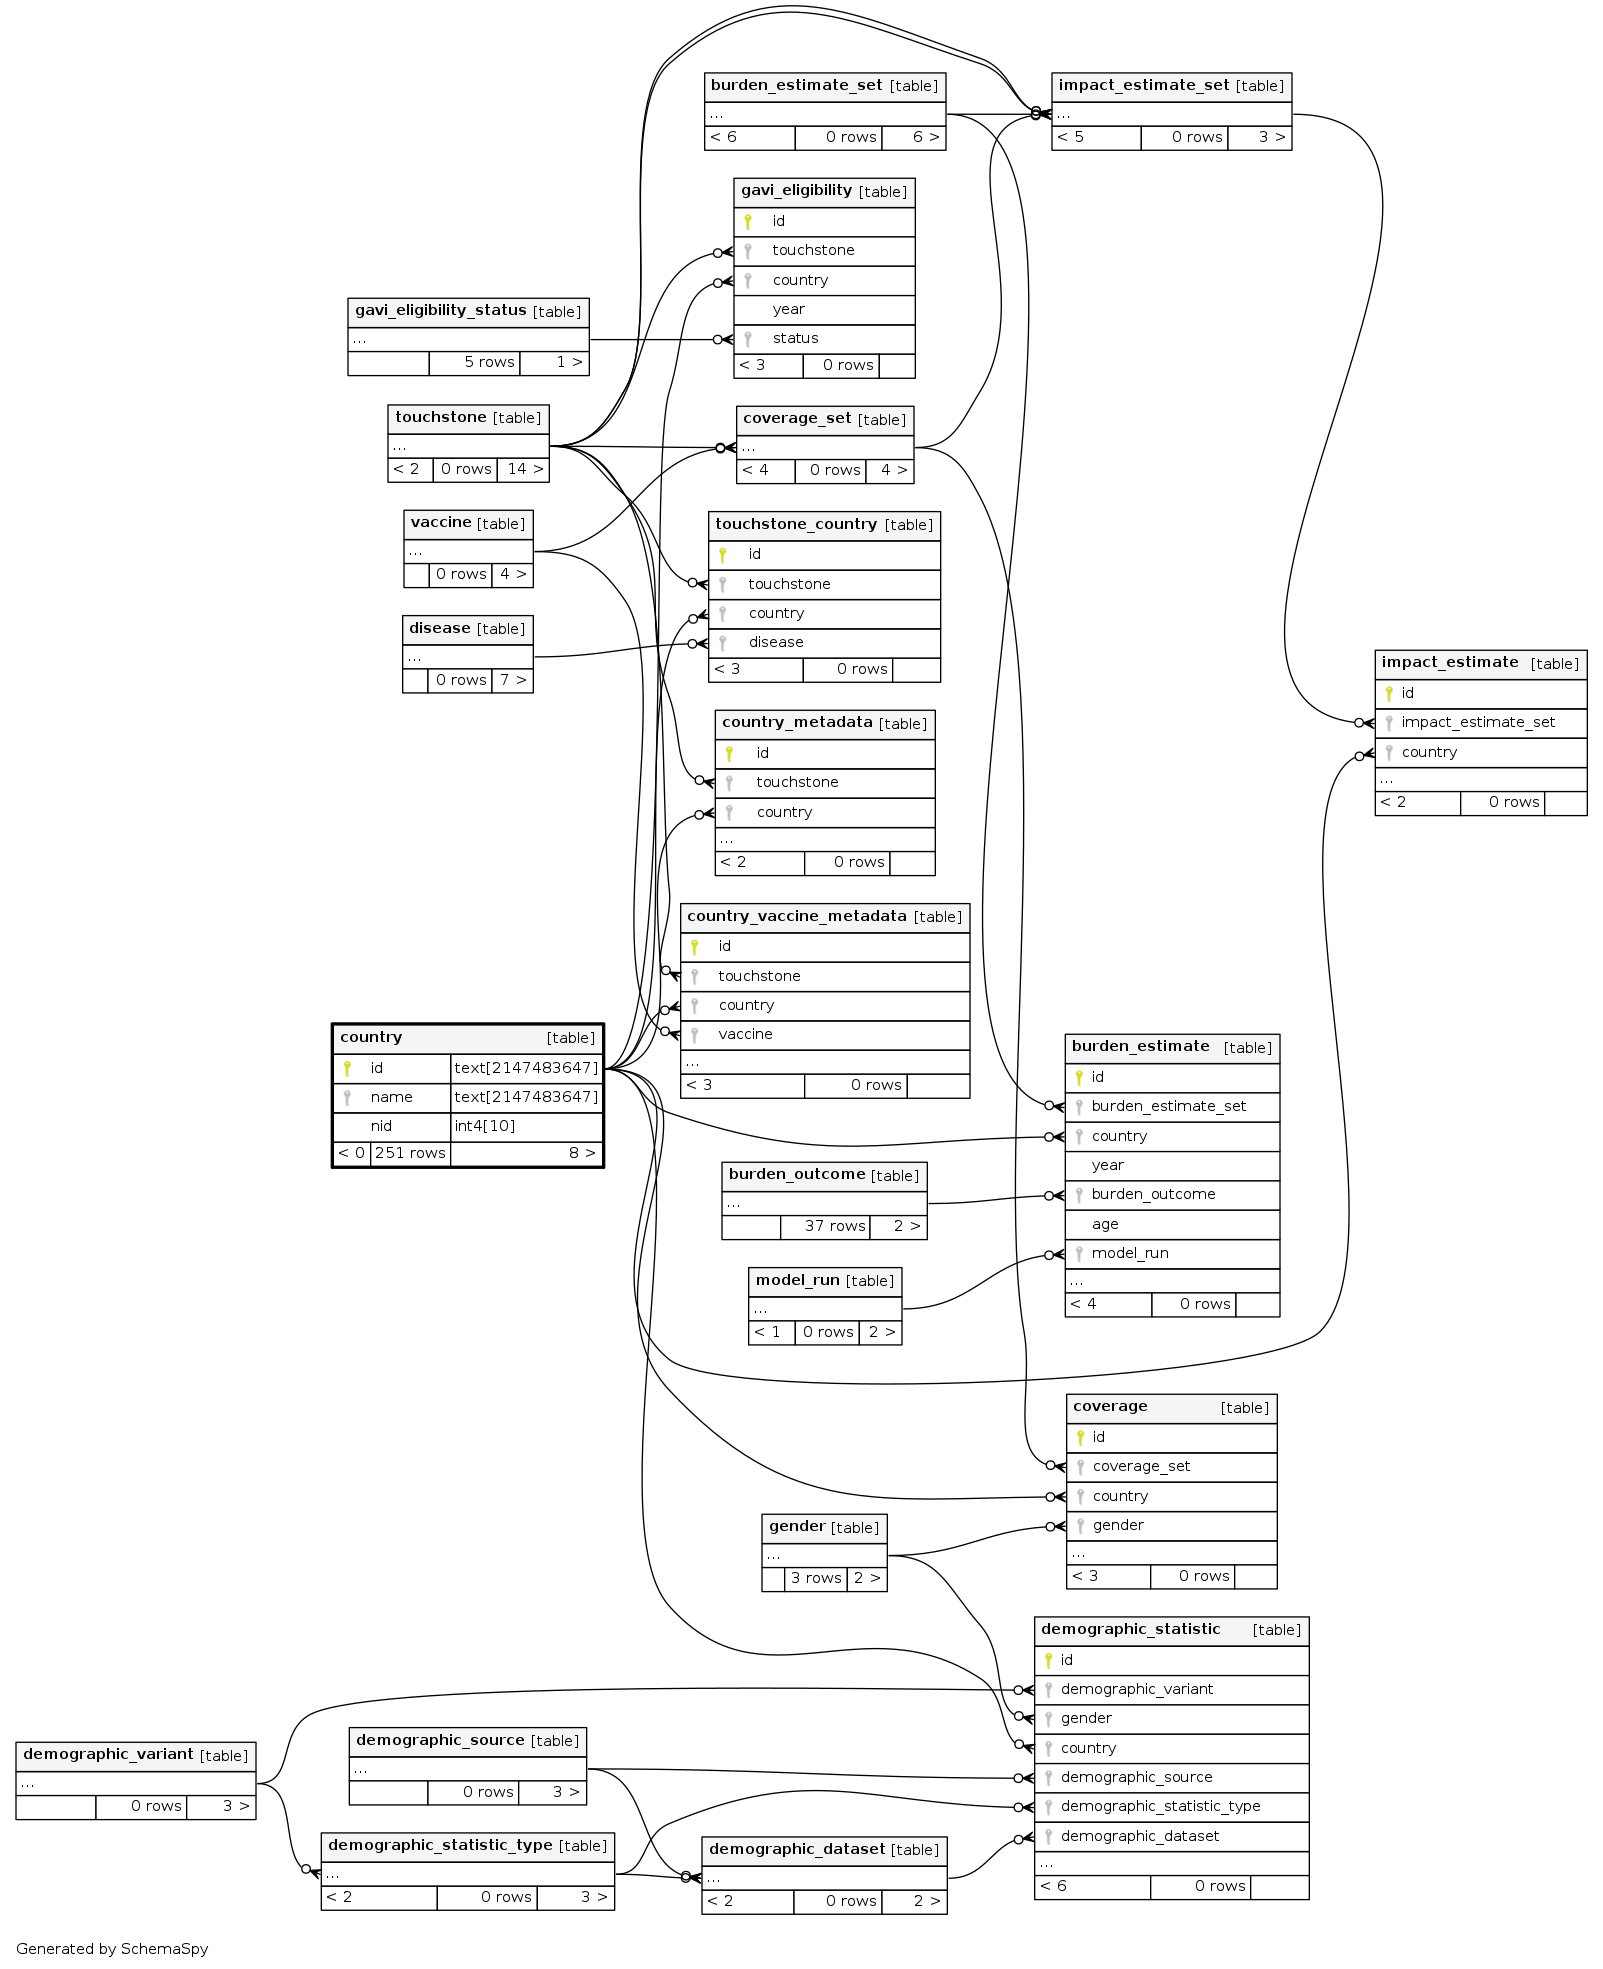 burden_estimate_set [table]
...
< 6 0 rows 6 >
impact_estimate_set [table]
...
< 5 0 rows 3 >
gavi_eligibility [table]
id
touchstone
country
year
status
< 3 0 rows
gavi_eligibility_status [table]
...
5 rows 1 >
touchstone [table]
...
< 2 0 rows 14 >
coverage_set [table]
...
< 4 0 rows 4 >
vaccine [table]
...
0 rows 4 >
touchstone_country [table]
id
touchstone
country
disease
< 3 0 rows
disease [table]
...
0 rows 7 >
impact_estimate [table]
id
impact_estimate_set
country
...
< 2 0 rows
country_metadata [table]
id
touchstone
country
...
< 2 0 rows
country_vaccine_metadata [table]
id
touchstone
country
vaccine
...
< 3 0 rows
country [table]
id text[2147483647]
name text[2147483647]
nid int4[10]
< 0 251 rows 8 >
burden_estimate [table]
id
burden_estimate_set
country
year
burden_outcome
age
model_run
...
< 4 0 rows
burden_outcome [table]
...
37 rows 2 >
model_run [table]
...
< 1 0 rows 2 >
coverage [table]
id
coverage_set
country
gender
...
< 3 0 rows
gender [table]
...
3 rows 2 >
demographic_statistic [table]
id
demographic_variant
gender
country
demographic_source
demographic_statistic_type
demographic_dataset
...
< 6 0 rows
demographic_variant [table]
...
0 rows 3 >
demographic_source [table]
...
0 rows 3 >
demographic_statistic_type [table]
...
< 2 0 rows 3 >
demographic_dataset [table]
...
< 2 0 rows 2 >
Generated by SchemaSpy